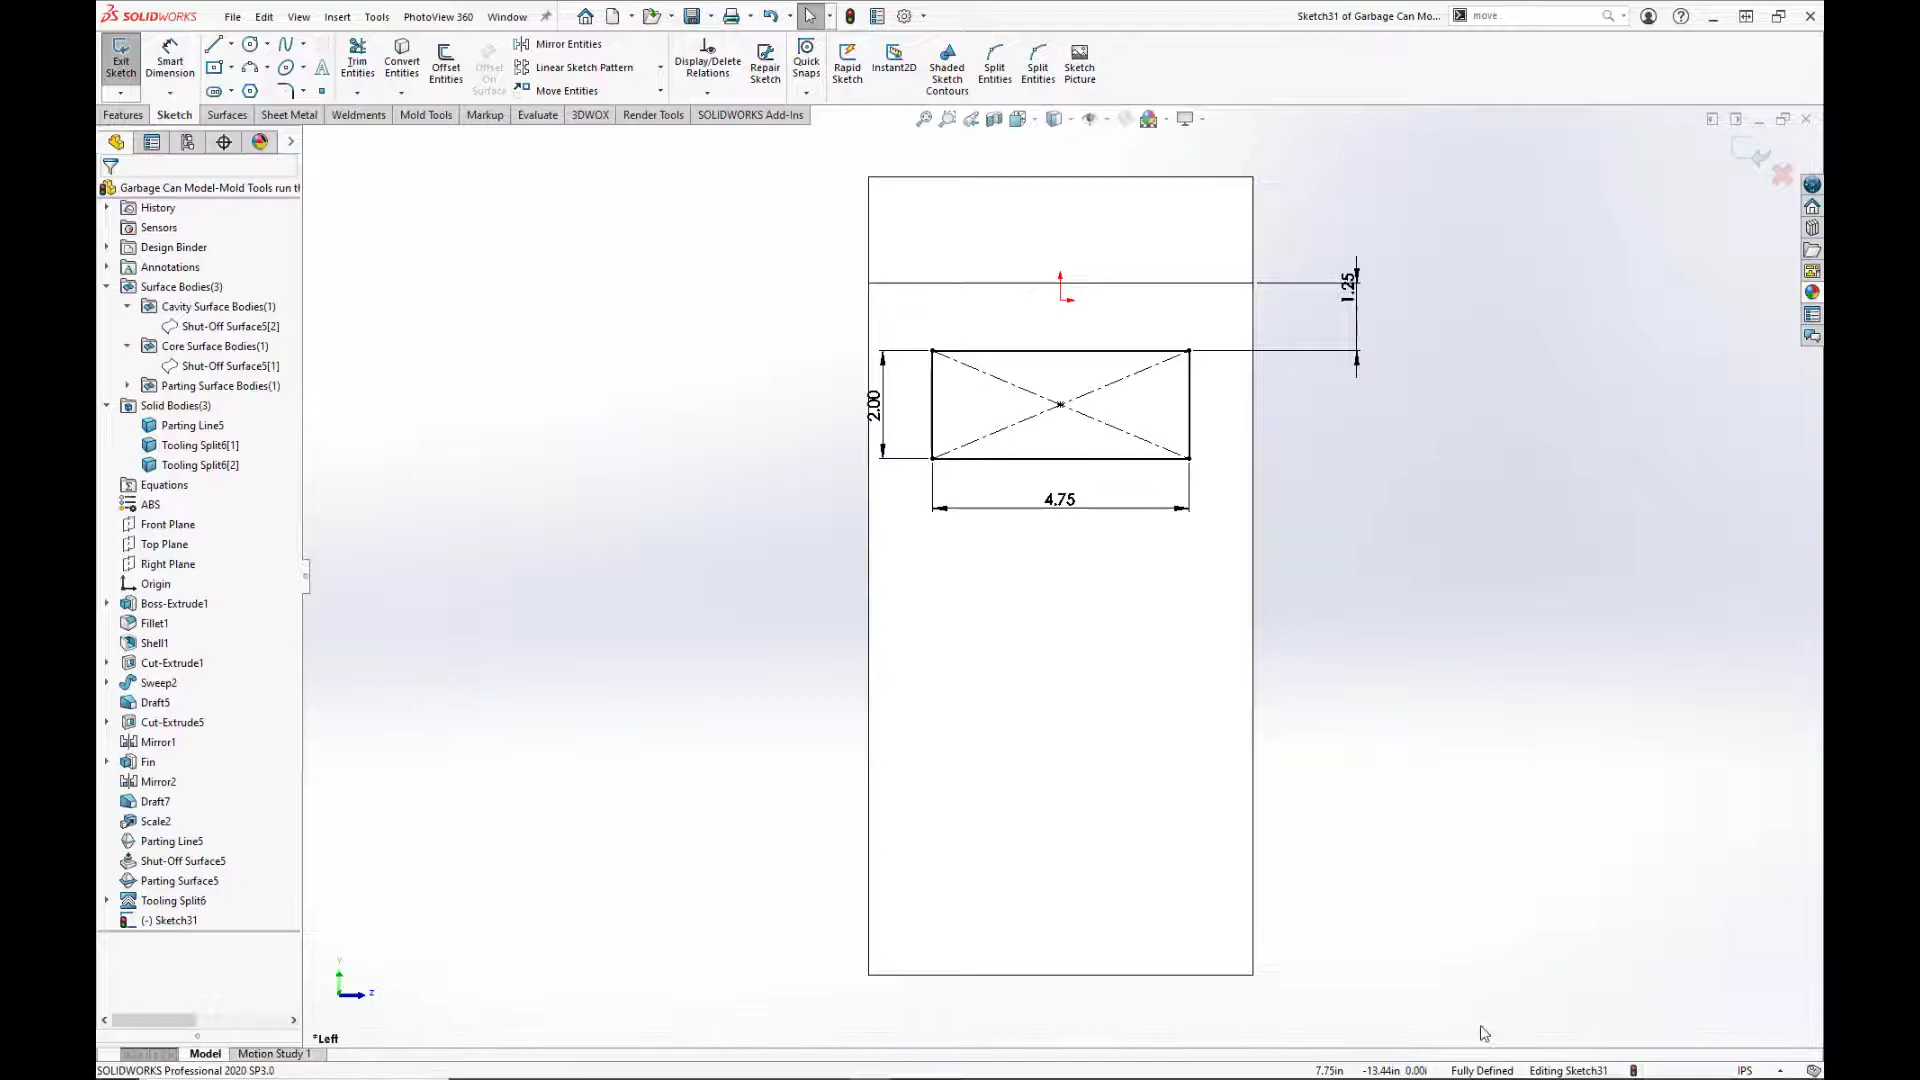 SOLIDWORKS File Edit View Insert Tools PhotoView 360 Window
Sketch31 of Garbage Can Mo... move
Exit Sketch
Smart Dimension
Trim Entities
Convert Entities
Offset Entities
Offset On Surface
Mirror Entities
Linear Sketch Pattern
Move Entities
Display/Delete Relations
Repair Sketch
Quick Snaps
Rapid Sketch
Instant2D
Shaded Sketch Contours
Split Entities
Split Entities
Sketch Picture
Features Sketch Surfaces Sheet Metal Weldments Mold Tools Markup Evaluate 3DWOX Render Tools SOLIDWORKS Add-Ins
Garbage Can Model-Mold Tools run th
History
Sensors
Design Binder
Annotations
Surface Bodies(3)
Cavity Surface Bodies(1)
Shut-Off Surface5[2]
Core Surface Bodies(1)
Shut-Off Surface5[1]
Parting Surface Bodies(1)
Solid Bodies(3)
Parting Line5
Tooling Split6[1]
Tooling Split6[2]
Equations
ABS
Front Plane
Top Plane
Right Plane
Origin
Boss-Extrude1
Fillet1
Shell1
Cut-Extrude1
Sweep2
Draft5
Cut-Extrude5
Mirror1
Fin
Mirror2
Draft7
Scale2
Parting Line5
Shut-Off Surface5
Parting Surface5
Tooling Split6
(-) Sketch31
1.25
2.00
4.75
Y
Z
*Left
Model Motion Study 1
SOLIDWORKS Professional 2020 SP3.0 7.75in -13.44in 0.00i Fully Defined Editing Sketch31 IPS